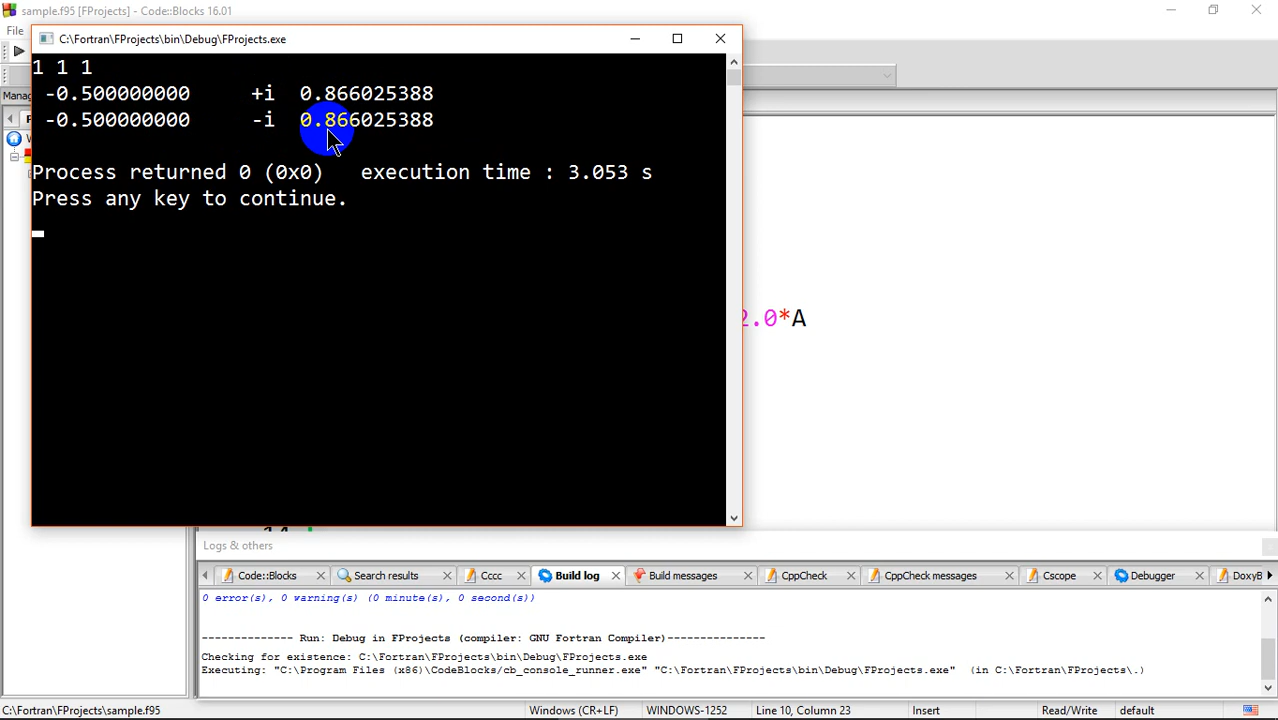 sample.f95 [FProjects] - Code::Blocks 16.01
File
C:\Fortran\FProjects\bin\Debug\FProjects.exe
1 1 1
-0.500000000 +i 0.866025388
-0.500000000 -i 0.866025388
Process returned 0 (0x0) execution time : 3.053 s
Press any key to continue.
Manag
2.0*A
14
Logs & others
Code::Blocks Search results Cccc Build log Build messages CppCheck CppCheck messages Cscope Debugger DoxyB
0 error(s), 0 warning(s) (0 minute(s), 0 second(s))
-------------- Run: Debug in FProjects (compiler: GNU Fortran Compiler)---------------
Checking for existence: C:\Fortran\FProjects\bin\Debug\FProjects.exe
Executing: "C:\Program Files (x86)\CodeBlocks/cb_console_runner.exe" "C:\Fortran\FProjects\bin\Debug\FProjects.exe" (in C:\Fortran\FProjects\.)
C:\Fortran\FProjects\sample.f95 Windows (CR+LF) WINDOWS-1252 Line 10, Column 23 Insert Read/Write default